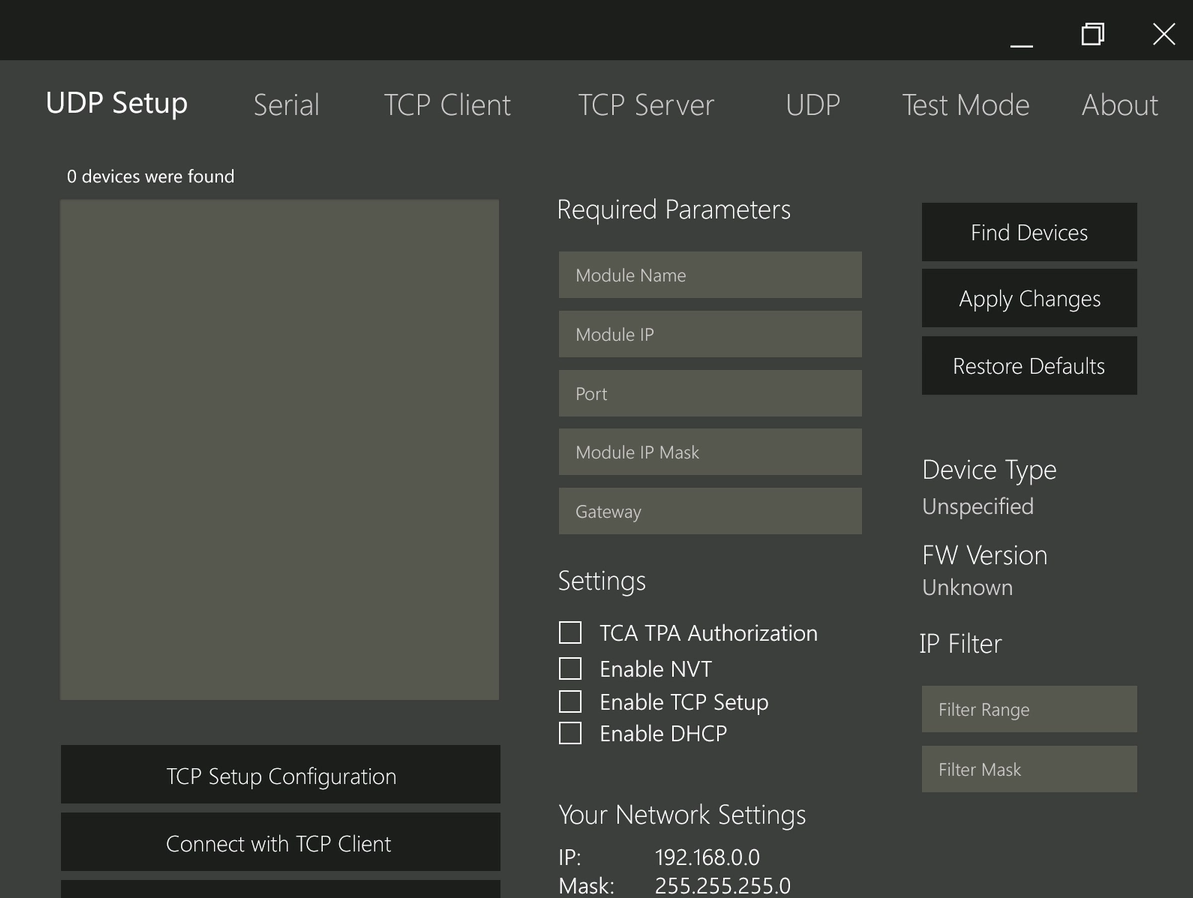 UDP Setup
Serial
TCP Client
TCP Server
UDP
Test Mode
About
0 devices were found
TCP Setup Configuration
Connect with TCP Client
Required Parameters
Module Name
Module IP
Port
Module IP Mask
Gateway
Settings
TCA TPA Authorization
Enable NVT
Enable TCP Setup
Enable DHCP
Your Network Settings
IP: 192.168.0.0
Mask: 255.255.255.0
Find Devices
Apply Changes
Restore Defaults
Device Type
Unspecified
FW Version
Unknown
IP Filter
Filter Range
Filter Mask